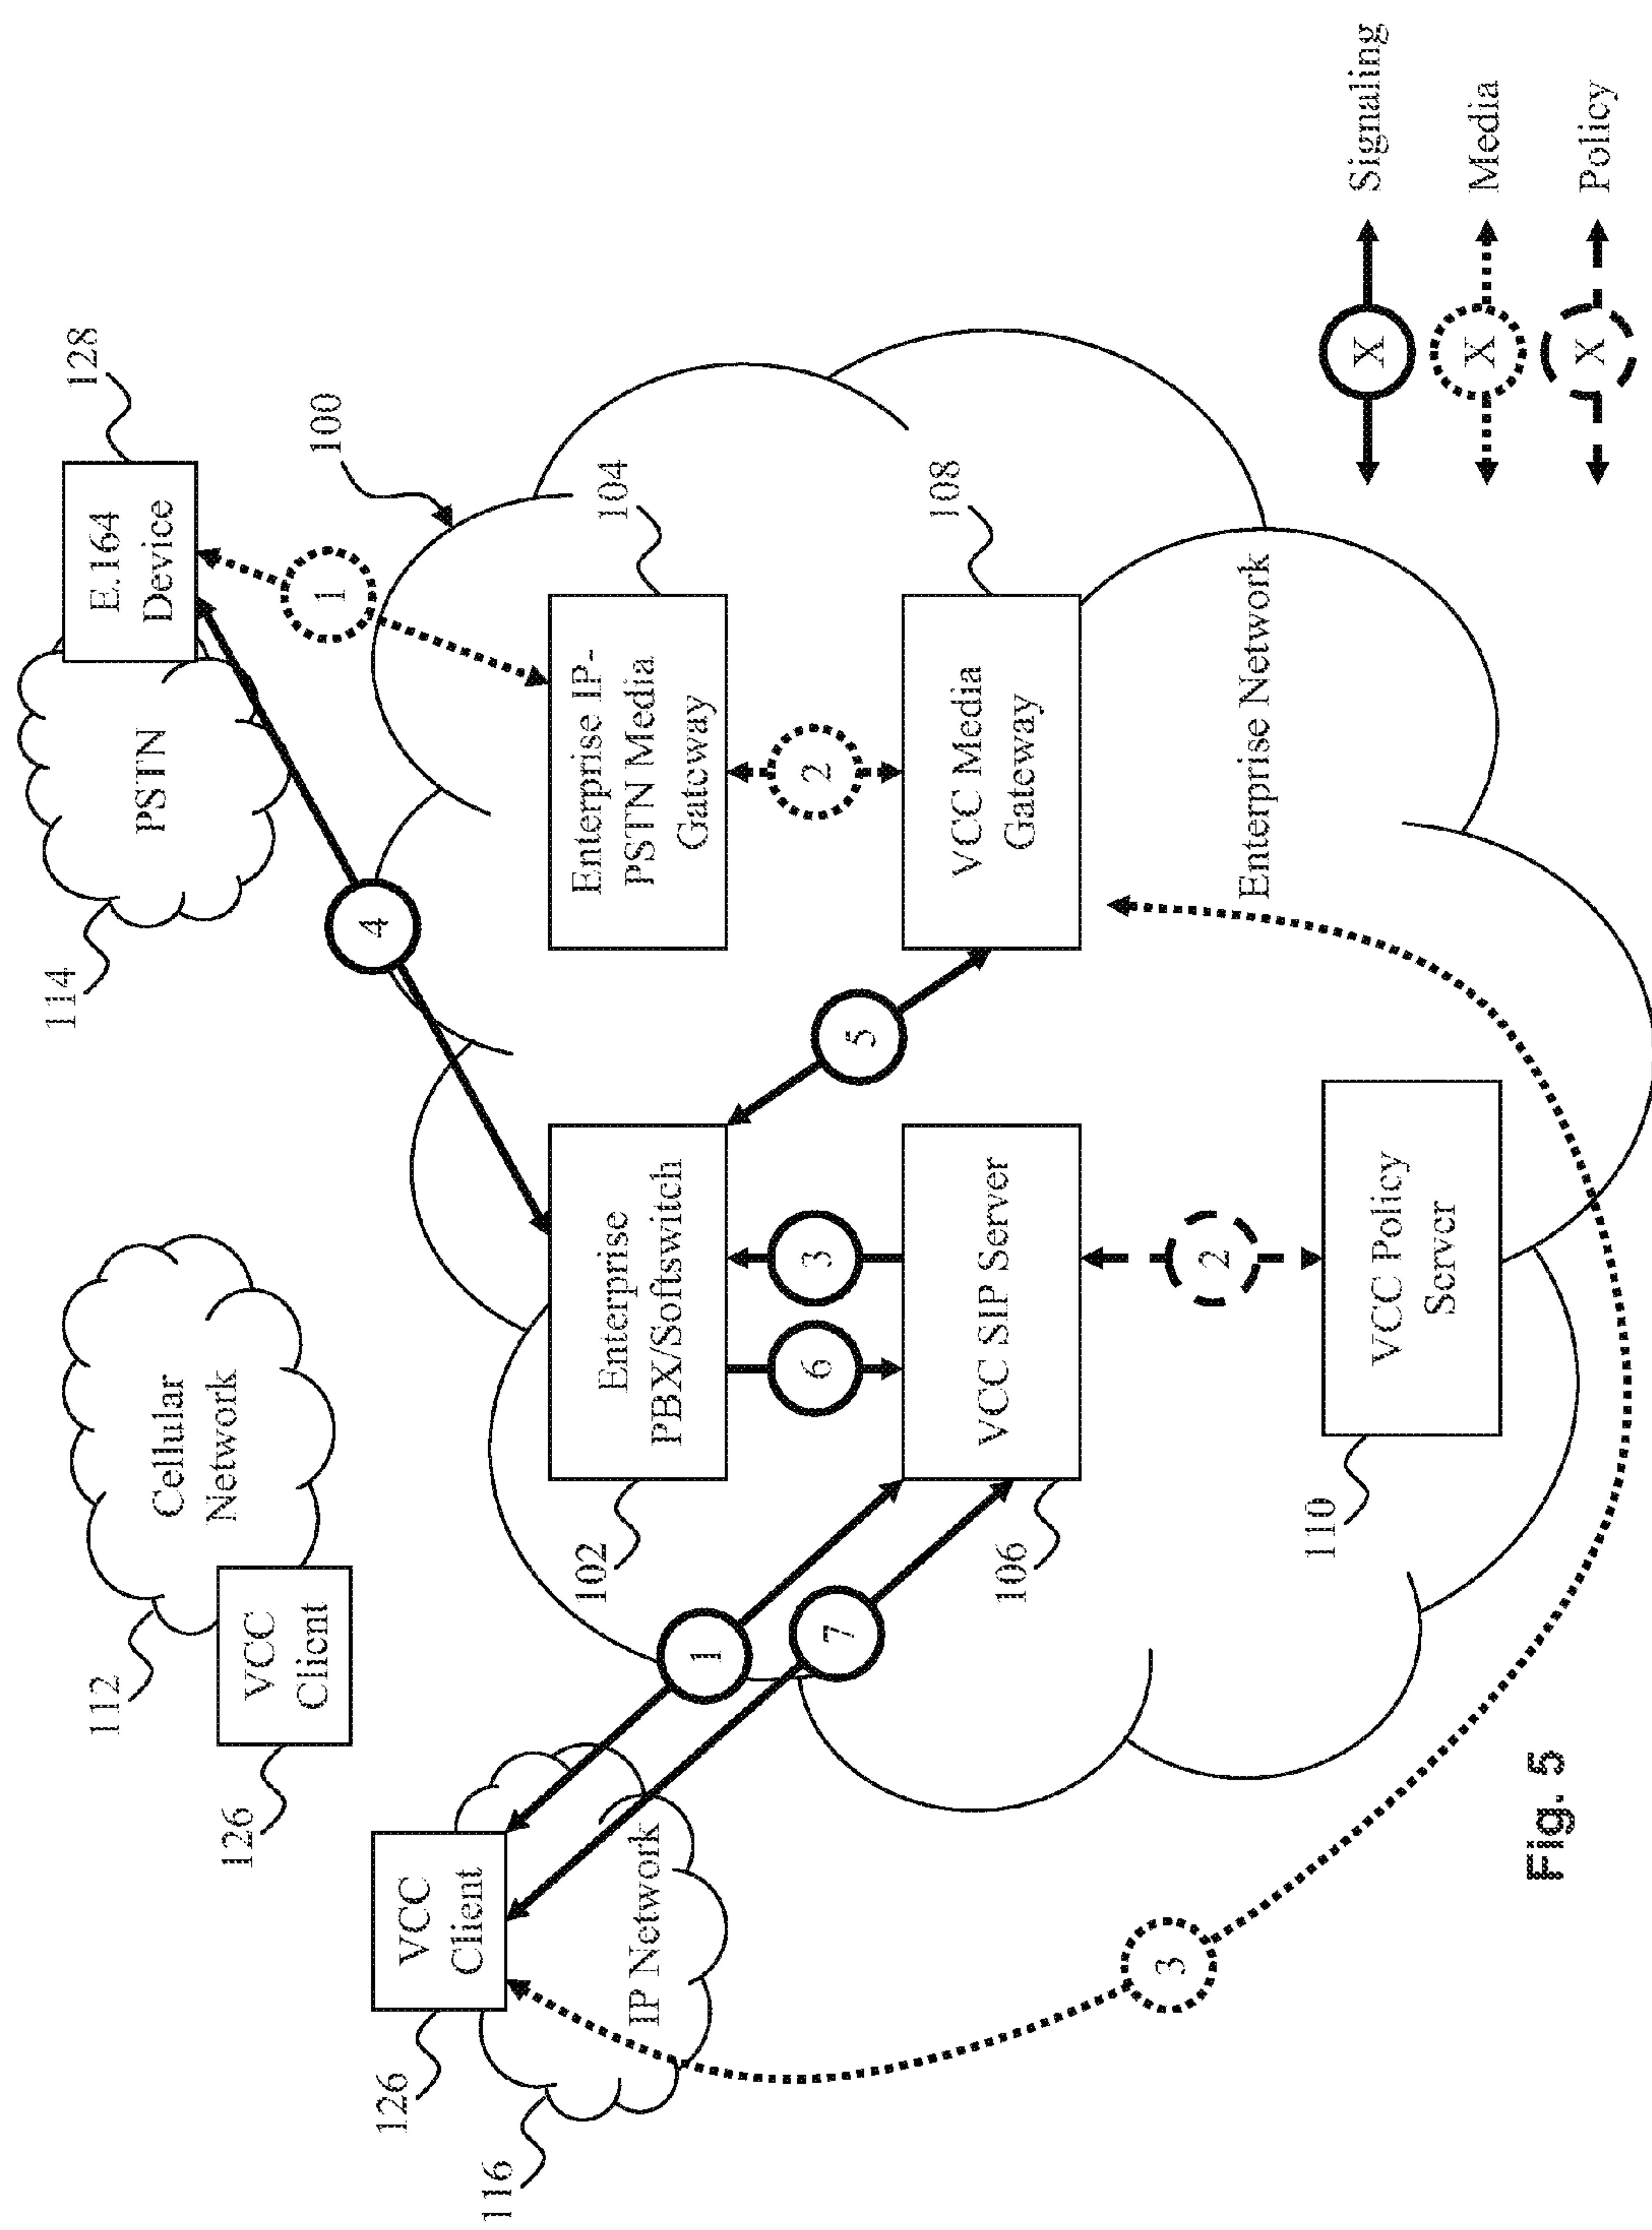 128
E.164
Device
PSTN
114
1
100
4
Cellular
Network
112
VCC
Client
126
VCC
Client
126
IP Network
116
Enterprise IP-
PSTN Media
Gateway
104
2
VCC Media
Gateway
108
5
Enterprise
PBX/Softswitch
102
3
6
VCC SIP Server
106
1
7
2
VCC Policy
Server
110
Enterprise Network
3
X
Signaling
X
Media
X
Policy
Fig. 5